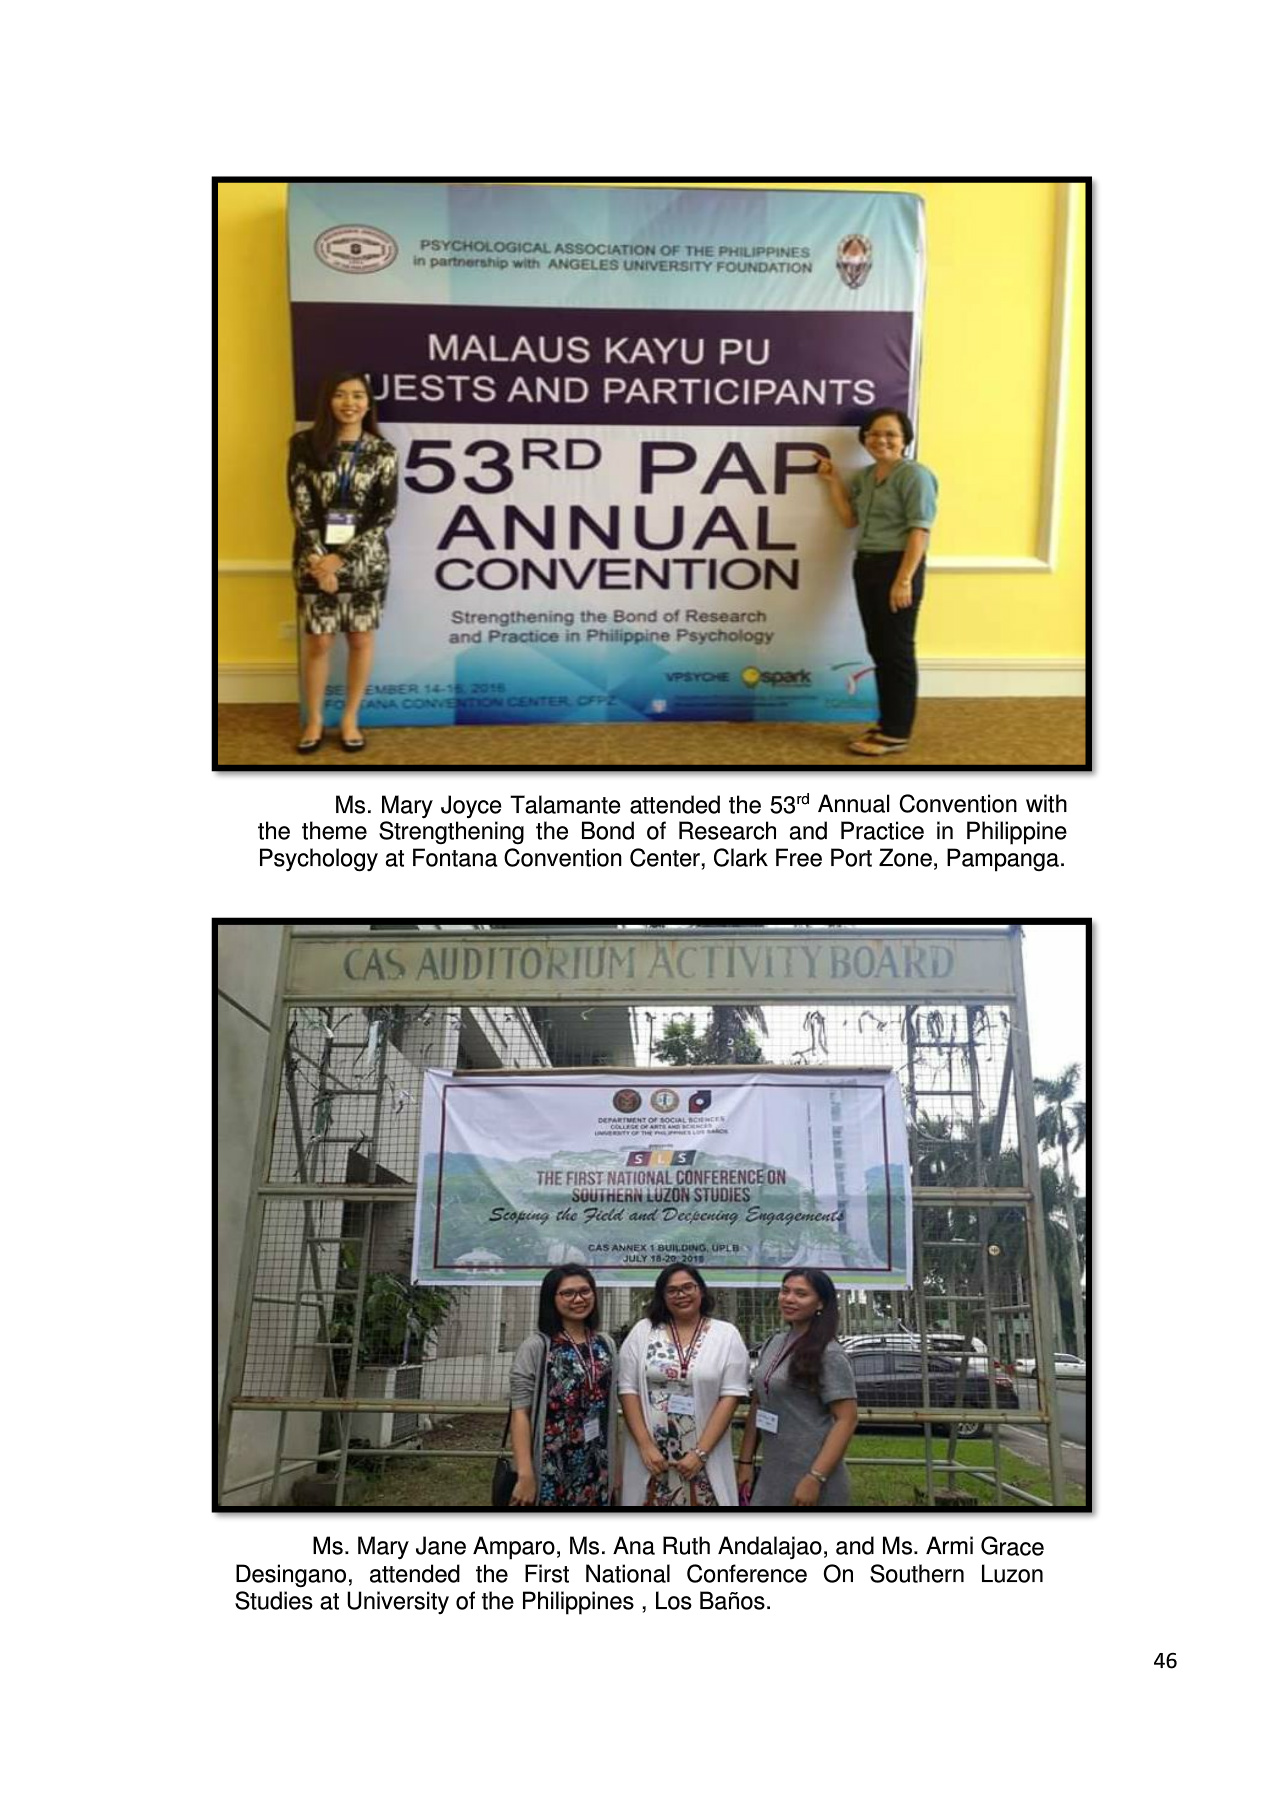 PSYCHOLOGICAL ASSOCIATION OF THE PHILIPPINES
in partnership with ANGELES UNIVERSITY FOUNDATION
MALAUS KAYU PU
UESTS AND PARTICIPANTS
53RD PAP
ANNUAL
CONVENTION
Strengthening the Bond of Research
and Practice in Philippine Psychology
VPSYCHE spark
SE EMBER 14-16, 2016
FO TANA CONVENTION CENTER, CFPZ
Ms. Mary Joyce Talamante attended the 53rd Annual Convention with
the theme Strengthening the Bond of Research and Practice in Philippine
Psychology at Fontana Convention Center, Clark Free Port Zone, Pampanga.
CAS AUDITORIUM ACTIVITY BOARD
DEPARTMENT OF SOCIAL SCIENCES
COLLEGE OF ARTS AND SCIENCES
UNIVERSITY OF THE PHILIPPINES LOS BAÑOS
presents
SLS
THE FIRST NATIONAL CONFERENCE ON
SOUTHERN LUZON STUDIES
Scoping the Field and Deepening Engagements
CAS ANNEX 1 BUILDING, UPLB
JULY 18-20, 2016
Ms. Mary Jane Amparo, Ms. Ana Ruth Andalajao, and Ms. Armi Grace
Desingano, attended the First National Conference On Southern Luzon
Studies at University of the Philippines , Los Baños.
46